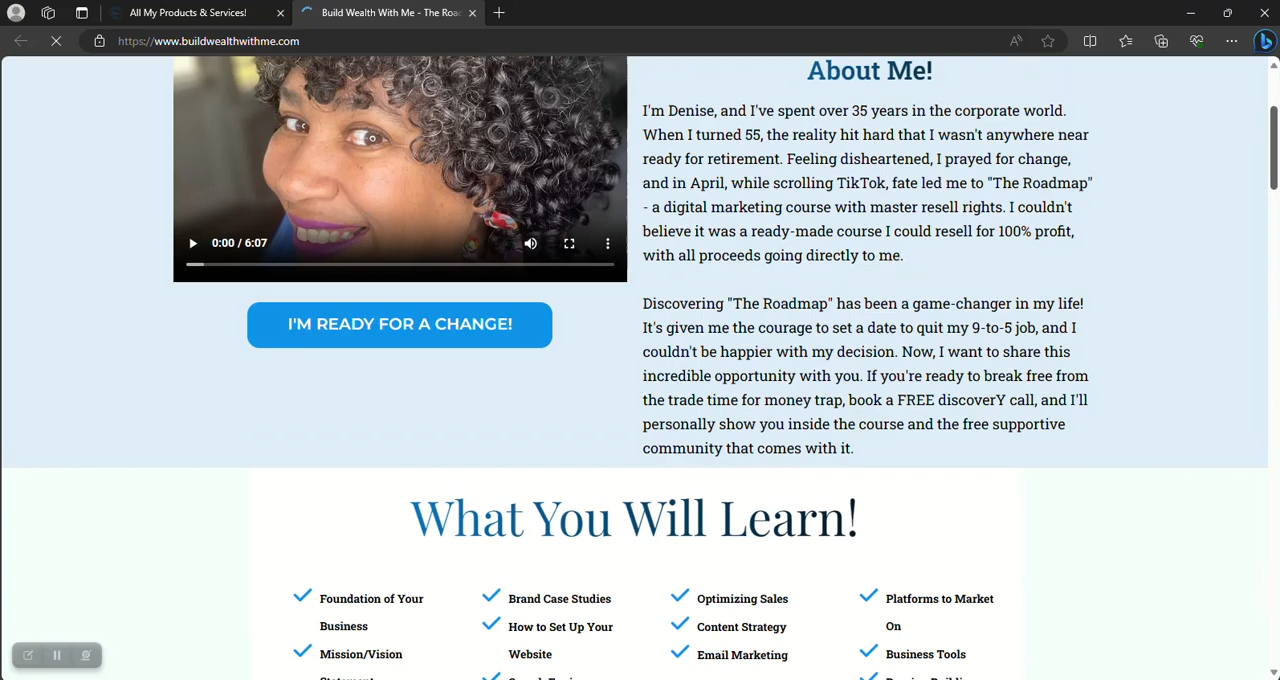 All My Products & Services!
Build Wealth With Me - The Roa
https://www.buildwealthwithme.com
About Me!
I'm Denise, and I've spent over 35 years in the corporate world.
When I turned 55, the reality hit hard that I wasn't anywhere near
ready for retirement. Feeling disheartened, I prayed for change,
and in April, while scrolling TikTok, fate led me to "The Roadmap"
- a digital marketing course with master resell rights. I couldn't
believe it was a ready-made course I could resell for 100% profit,
with all proceeds going directly to me.
0:00 / 6:07
I'M READY FOR A CHANGE!
Discovering "The Roadmap" has been a game-changer in my life!
It's given me the courage to set a date to quit my 9-to-5 job, and I
couldn't be happier with my decision. Now, I want to share this
incredible opportunity with you. If you're ready to break free from
the trade time for money trap, book a FREE discoverY call, and I'll
personally show you inside the course and the free supportive
community that comes with it.
What You Will Learn!
Foundation of Your
Business
Mission/Vision
Brand Case Studies
How to Set Up Your
Website
Optimizing Sales
Content Strategy
Email Marketing
Platforms to Market
On
Business Tools